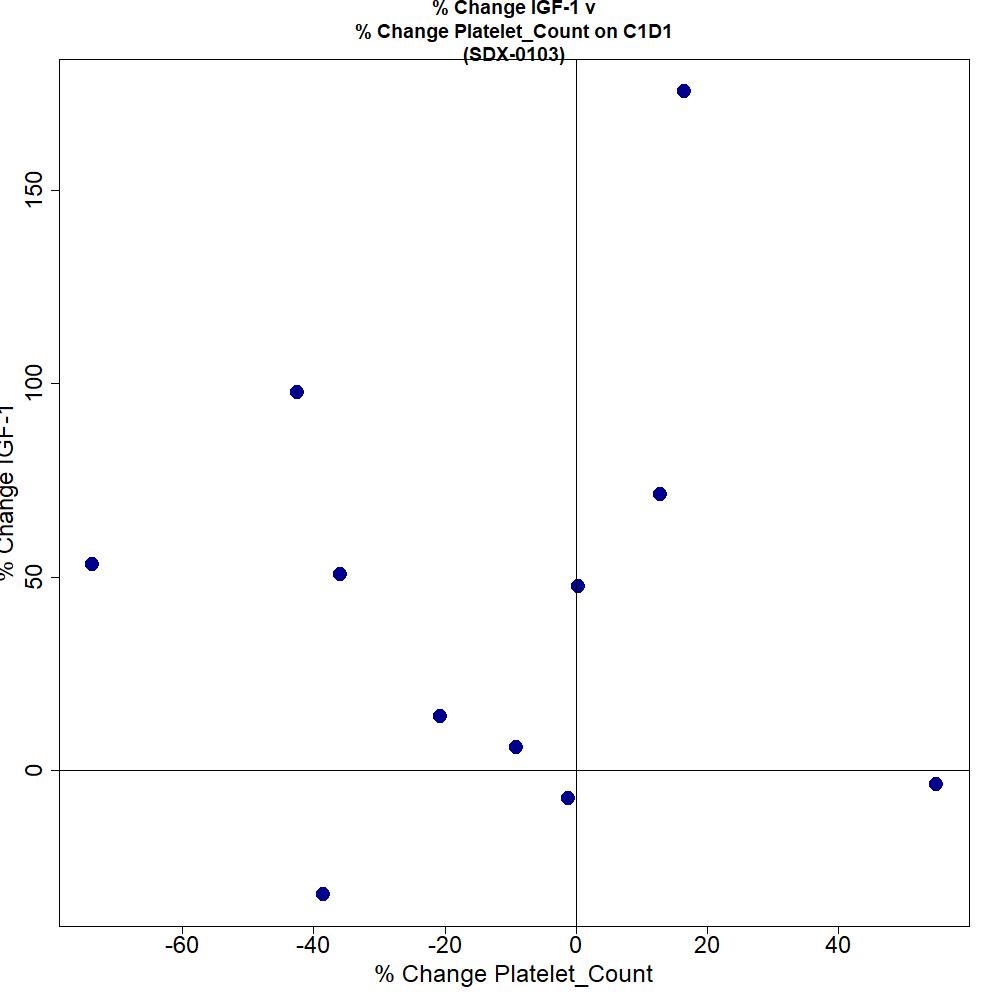 % Change IGF-1 v
% Change Platelet_Count on C1D1
(SDX-0103)
% Change IGF-1
150
100
50
0
-60 -40 -20 0 20 40
% Change Platelet_Count